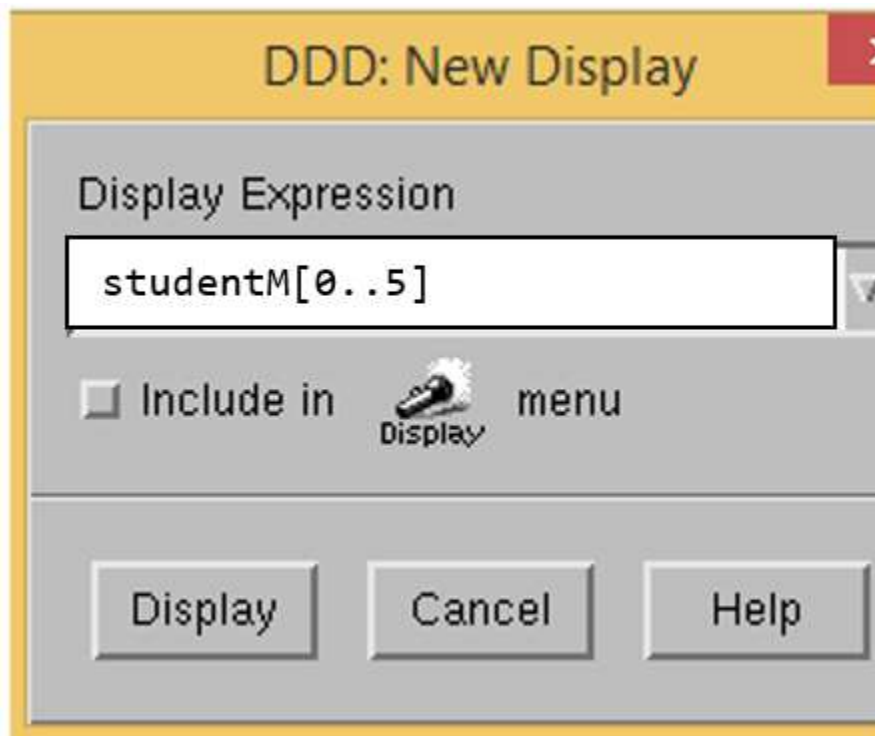 DDD: New Display
Display Expression
studentM[0..5]
Include in Display menu
Display Cancel Help